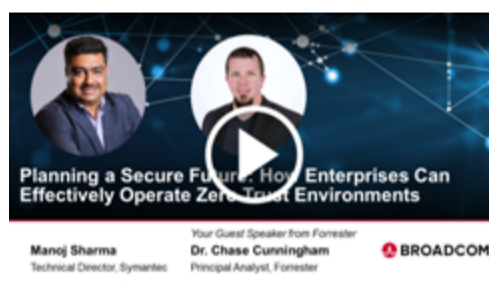 Planning a Secure Future: How Enterprises Can
Effectively Operate Zero Trust Environments
Your Guest Speaker from Forrester
Manoj Sharma
Dr. Chase Cunningham
BROADCOM
Technical Director, Symantec
Principal Analyst, Forrester